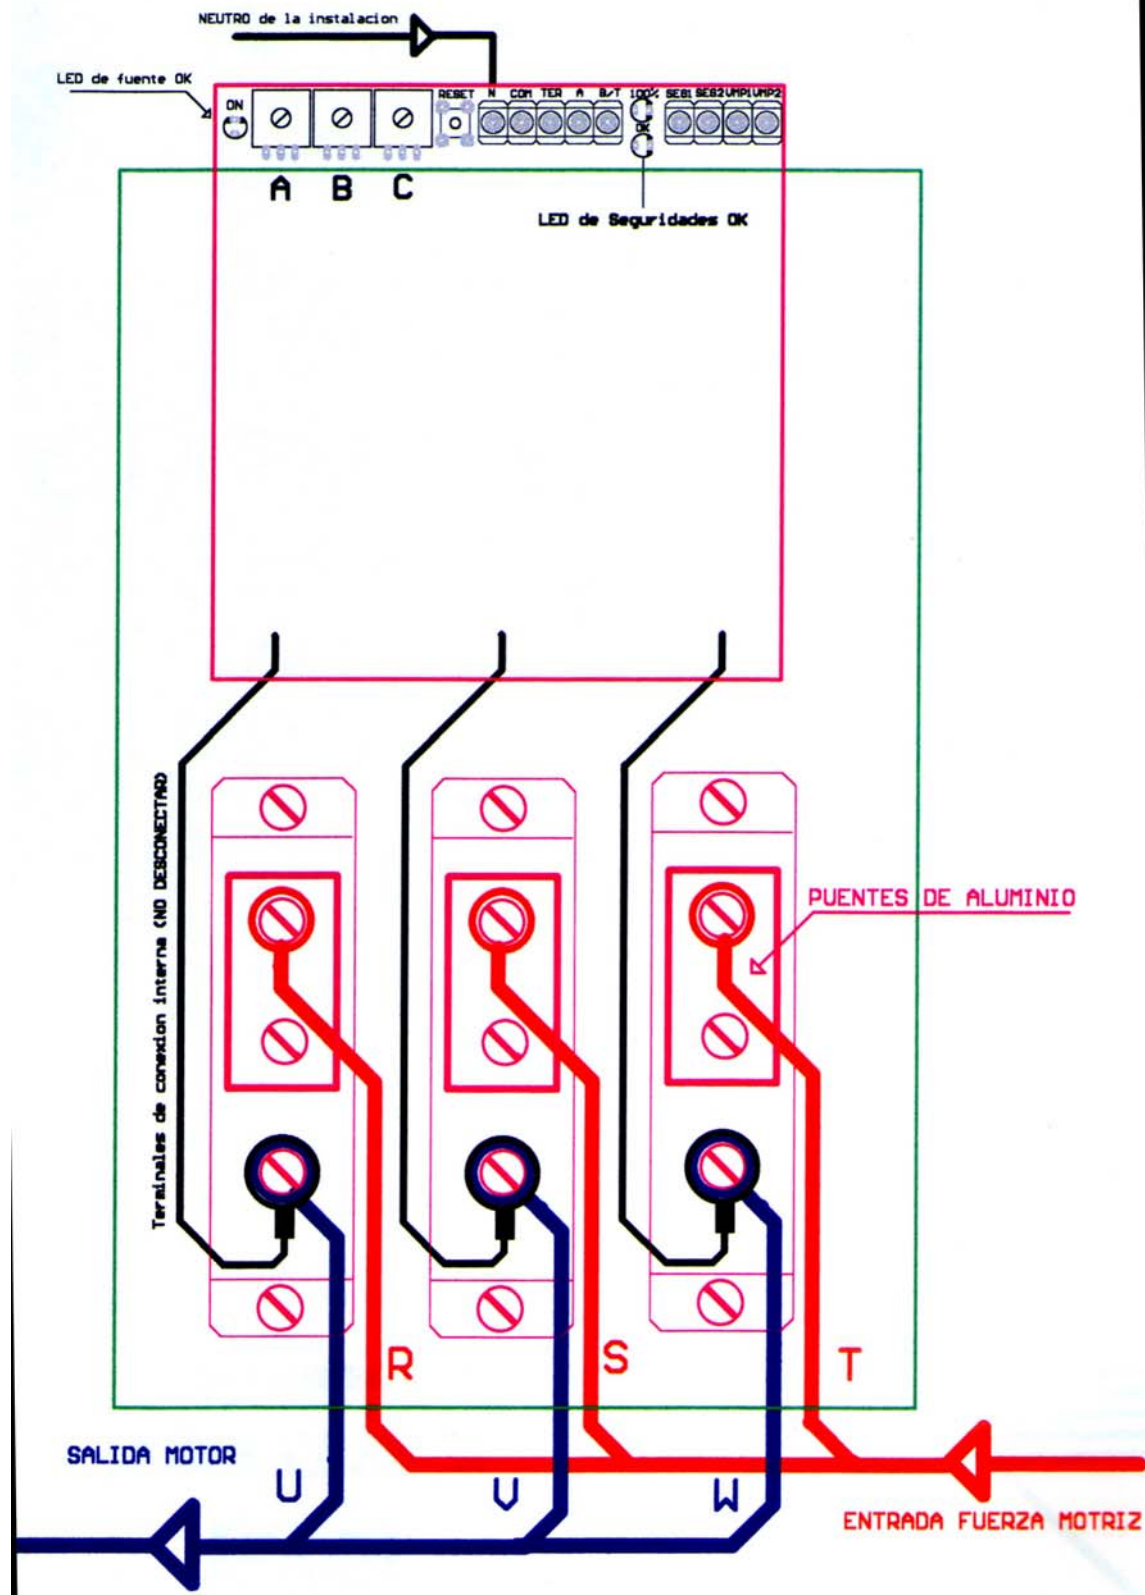 NEUTRO de la instalacion
LED de fuente OK
ON
RESET
N COM TER A B/T 100% SEG1 SEG2 VMP1 VMP2
OK
A B C
LED de Seguridades OK
Terminales de conexion interna (NO DESCONECTAR)
PUENTES DE ALUMINIO
R S T
SALIDA MOTOR
U V W
ENTRADA FUERZA MOTRIZ